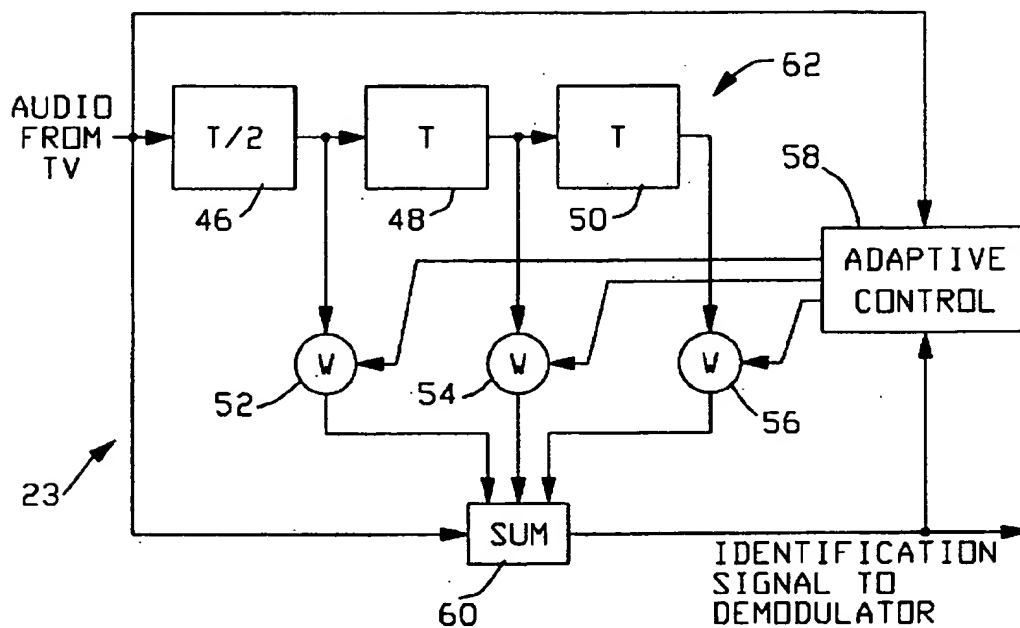 62
AUDIO
FROM
TV
T/2
T
T
46
48
50
58
ADAPTIVE
CONTROL
W
W
W
52
54
56
23
SUM
60
IDENTIFICATION
SIGNAL TO
DEMODULATOR